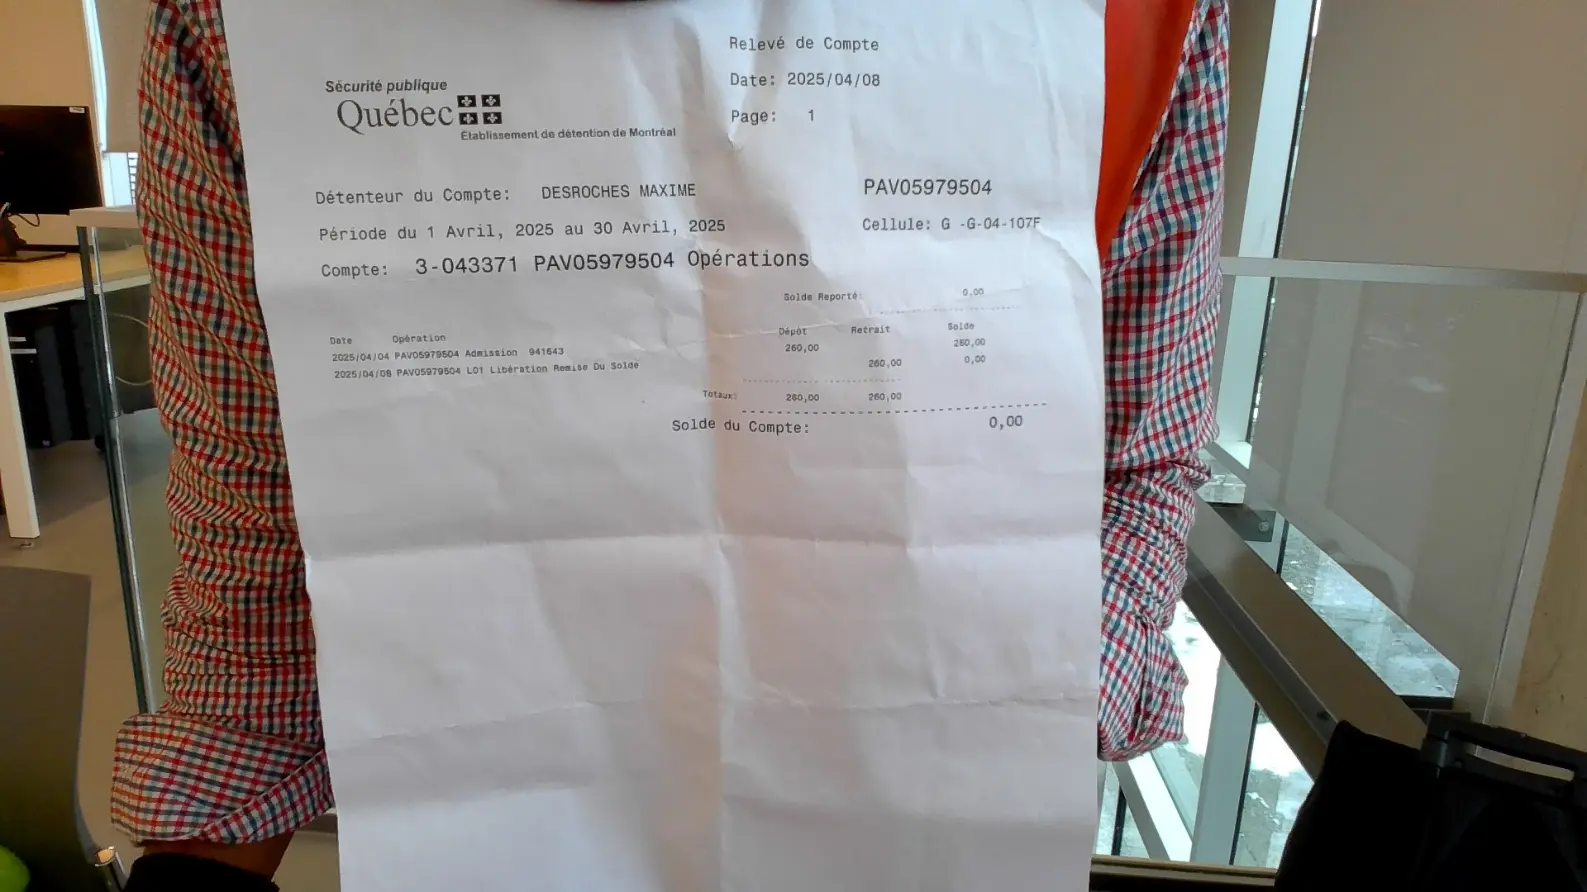 Relevé de Compte
Date: 2025/04/08
Page: 1
Sécurité publique
Québec
Établissement de détention de Montréal
Détenteur du Compte: DESROCHES MAXIME PAV05979504
Période du 1 Avril, 2025 au 30 Avril, 2025 Cellule: G -G-04-107F
Compte: 3-043371 PAV05979504 Opérations
Solde Reporté: 0,00
Date Opération Dépôt Retrait Solde
2025/04/04 PAV05979504 Admission 941643 260,00 260,00
2025/04/08 PAV05979504 L01 Libération Remise Du Solde 260,00 0,00
Totaux: 260,00 260,00
Solde du Compte: 0,00